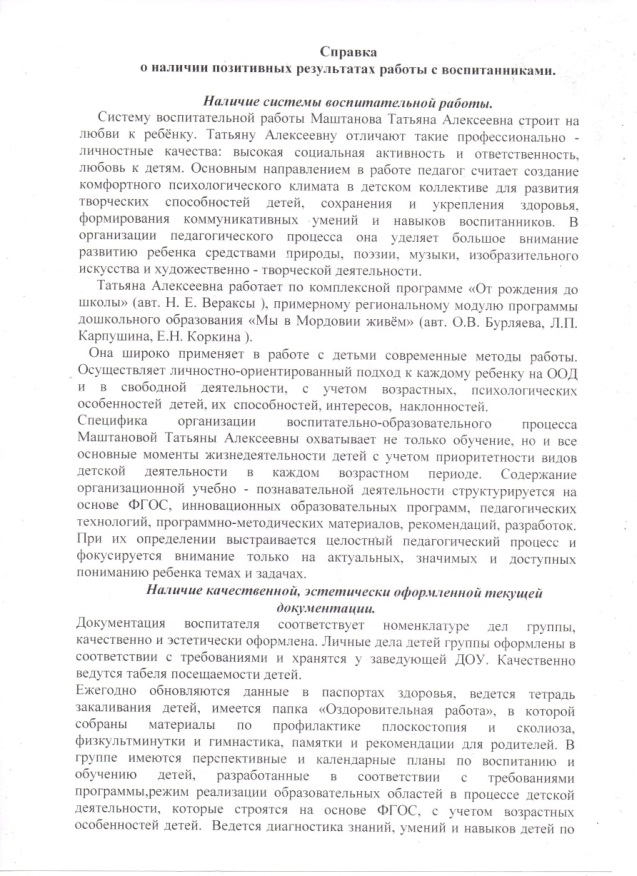 Справка
о наличии позитивных результатах работы с воспитанниками.
Наличие системы воспитательной работы.
Систему воспитательной работы Маштанова Татьяна Алексеевна строит на
любви к ребёнку. Татьяну Алексеевну отличают такие профессионально -
личностные качества: высокая социальная активность и ответственность,
любовь к детям. Основным направлением в работе педагог считает создание
комфортного психологического климата в детском коллективе для развития
творческих способностей детей, сохранения и укрепления здоровья,
формирования коммуникативных умений и навыков воспитанников. В
организации педагогического процесса она уделяет большое внимание
развитию ребенка средствами природы, поэзии, музыки, изобразительного
искусства и художественно - творческой деятельности.
Татьяна Алексеевна работает по комплексной программе «От рождения до
школы» (авт. Н. Е. Вераксы ), примерному региональному модулю программы
дошкольного образования «Мы в Мордовии живём» (авт. О.В. Бурляева, Л.П.
Карпушина, Е.Н. Коркина ).
Она широко применяет в работе с детьми современные методы работы.
Осуществляет личностно-ориентированный подход к каждому ребенку на ООД
и в свободной деятельности, с учетом возрастных, психологических
особенностей детей, их способностей, интересов, наклонностей.
Специфика организации воспитательно-образовательного процесса
Маштановой Татьяны Алексеевны охватывает не только обучение, но и все
основные моменты жизнедеятельности детей с учетом приоритетности видов
детской деятельности в каждом возрастном периоде. Содержание
организационной учебно - познавательной деятельности структурируется на
основе ФГОС, инновационных образовательных программ, педагогических
технологий, программно-методических материалов, рекомендаций, разработок.
При их определении выстраивается целостный педагогический процесс и
фокусируется внимание только на актуальных, значимых и доступных
пониманию ребенка темах и задачах.
Наличие качественной, эстетически оформленной текущей
документации.
Документация воспитателя соответствует номенклатуре дел группы,
качественно и эстетически оформлена. Личные дела детей группы оформлены в
соответствии с требованиями и хранятся у заведующей ДОУ. Качественно
ведутся табеля посещаемости детей.
Ежегодно обновляются данные в паспортах здоровья, ведется тетрадь
закаливания детей, имеется папка «Оздоровительная работа», в которой
собраны материалы по профилактике плоскостопия и сколиоза,
физкультминутки и гимнастика, памятки и рекомендации для родителей. В
группе имеются перспективные и календарные планы по воспитанию и
обучению детей, разработанные в соответствии с требованиями
программы,режим реализации образовательных областей в процессе детской
деятельности, которые строятся на основе ФГОС, с учетом возрастных
особенностей детей. Ведется диагностика знаний, умений и навыков детей по